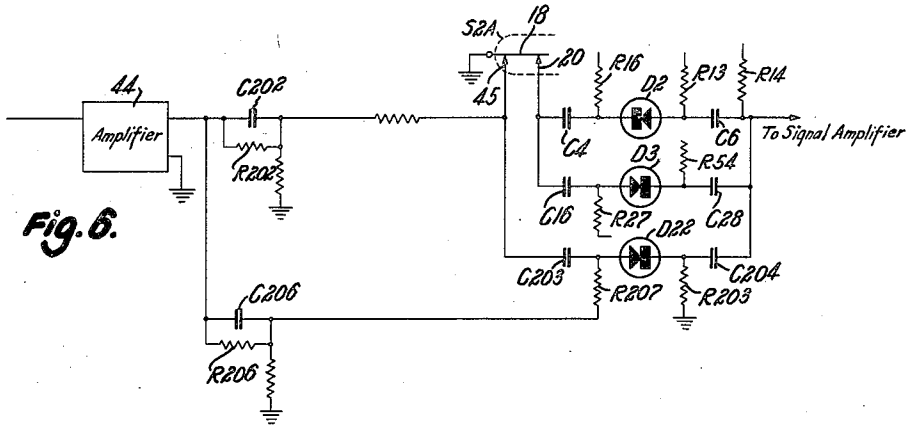 S2A
18
20
45
44
Amplifier
C202
R202
R16
D2
R13
R14
C4
C6
To Signal Amplifier
D3
R54
C16
R27
C28
D22
C203
R207
R203
C204
C206
R206
Fig. 6.